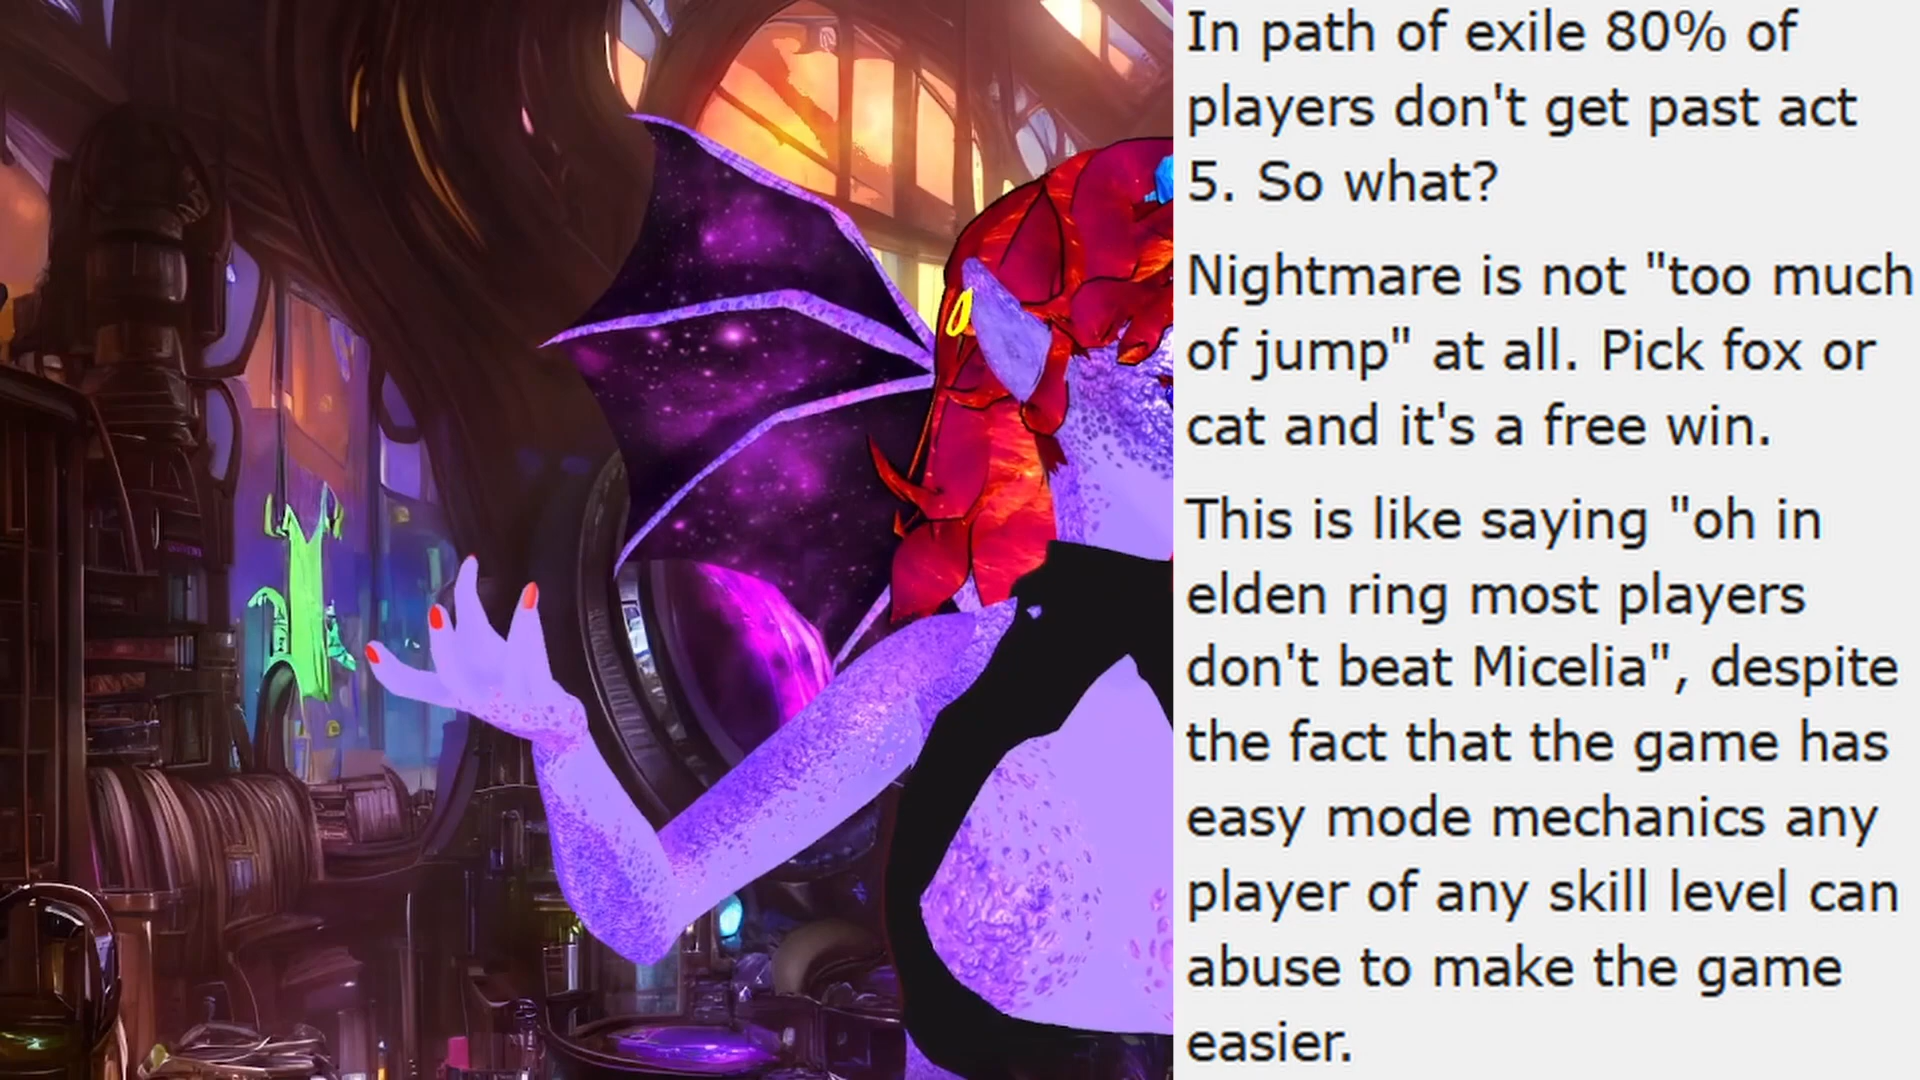 In path of exile 80% of
players don't get past act
5. So what?
Nightmare is not "too much
of jump" at all. Pick fox or
cat and it's a free win.
This is like saying "oh in
elden ring most players
don't beat Micelia", despite
the fact that the game has
easy mode mechanics any
player of any skill level can
abuse to make the game
easier.